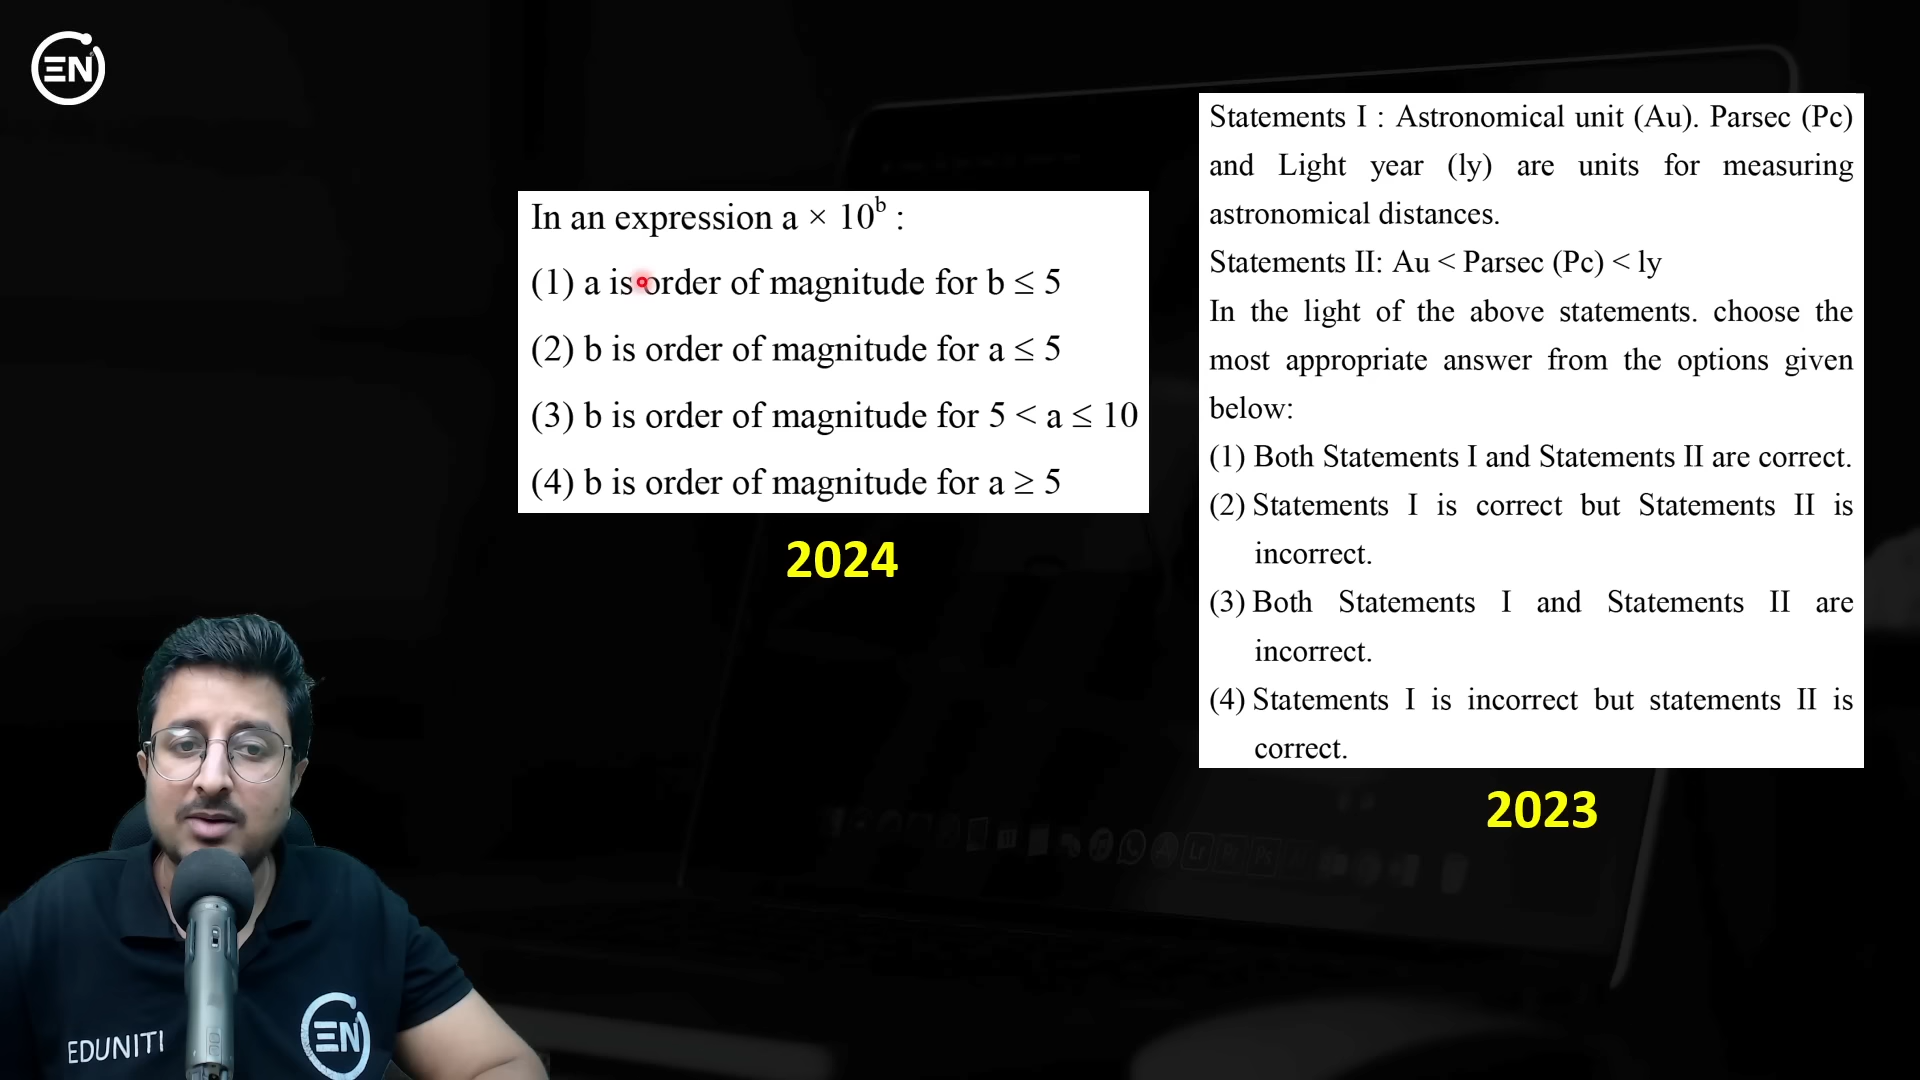 EN
In an expression a × 10ᵇ :
(1) a is order of magnitude for b ≤ 5
(2) b is order of magnitude for a ≤ 5
(3) b is order of magnitude for 5 < a ≤ 10
(4) b is order of magnitude for a ≥ 5
2024
Statements I : Astronomical unit (Au). Parsec (Pc)
and Light year (ly) are units for measuring
astronomical distances.
Statements II: Au < Parsec (Pc) < ly
In the light of the above statements. choose the
most appropriate answer from the options given
below:
(1) Both Statements I and Statements II are correct.
(2) Statements I is correct but Statements II is
incorrect.
(3) Both Statements I and Statements II are
incorrect.
(4) Statements I is incorrect but statements II is
correct.
2023
EDUNITI
EN